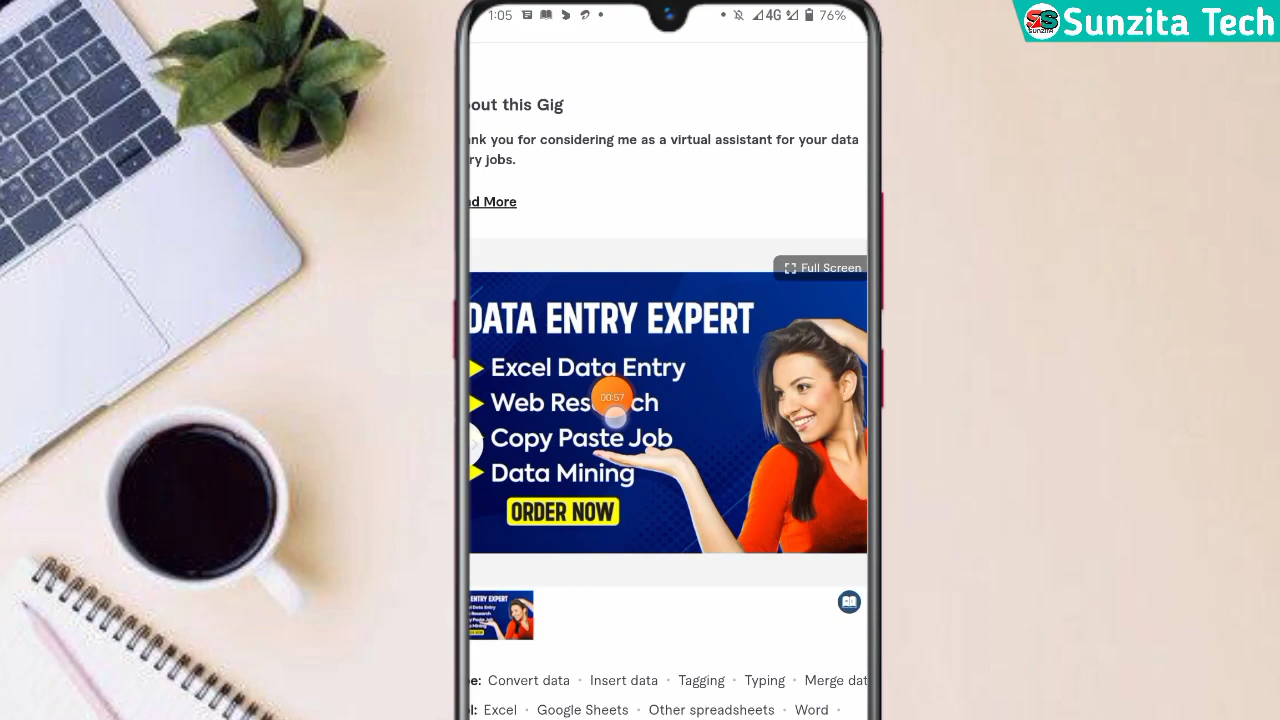 1:05
4G
76%
Sunzita Tech
out this Gig
ank you for considering me as a virtual assistant for your data
ry jobs.
d More
Full Screen
DATA ENTRY EXPERT
Excel Data Entry
00:57
Web Res ch
Copy Paste Job
Data Mining
ORDER NOW
ENTRY EXPERT
e: Convert data • Insert data • Tagging • Typing • Merge dat
l: Excel • Google Sheets • Other spreadsheets • Word •